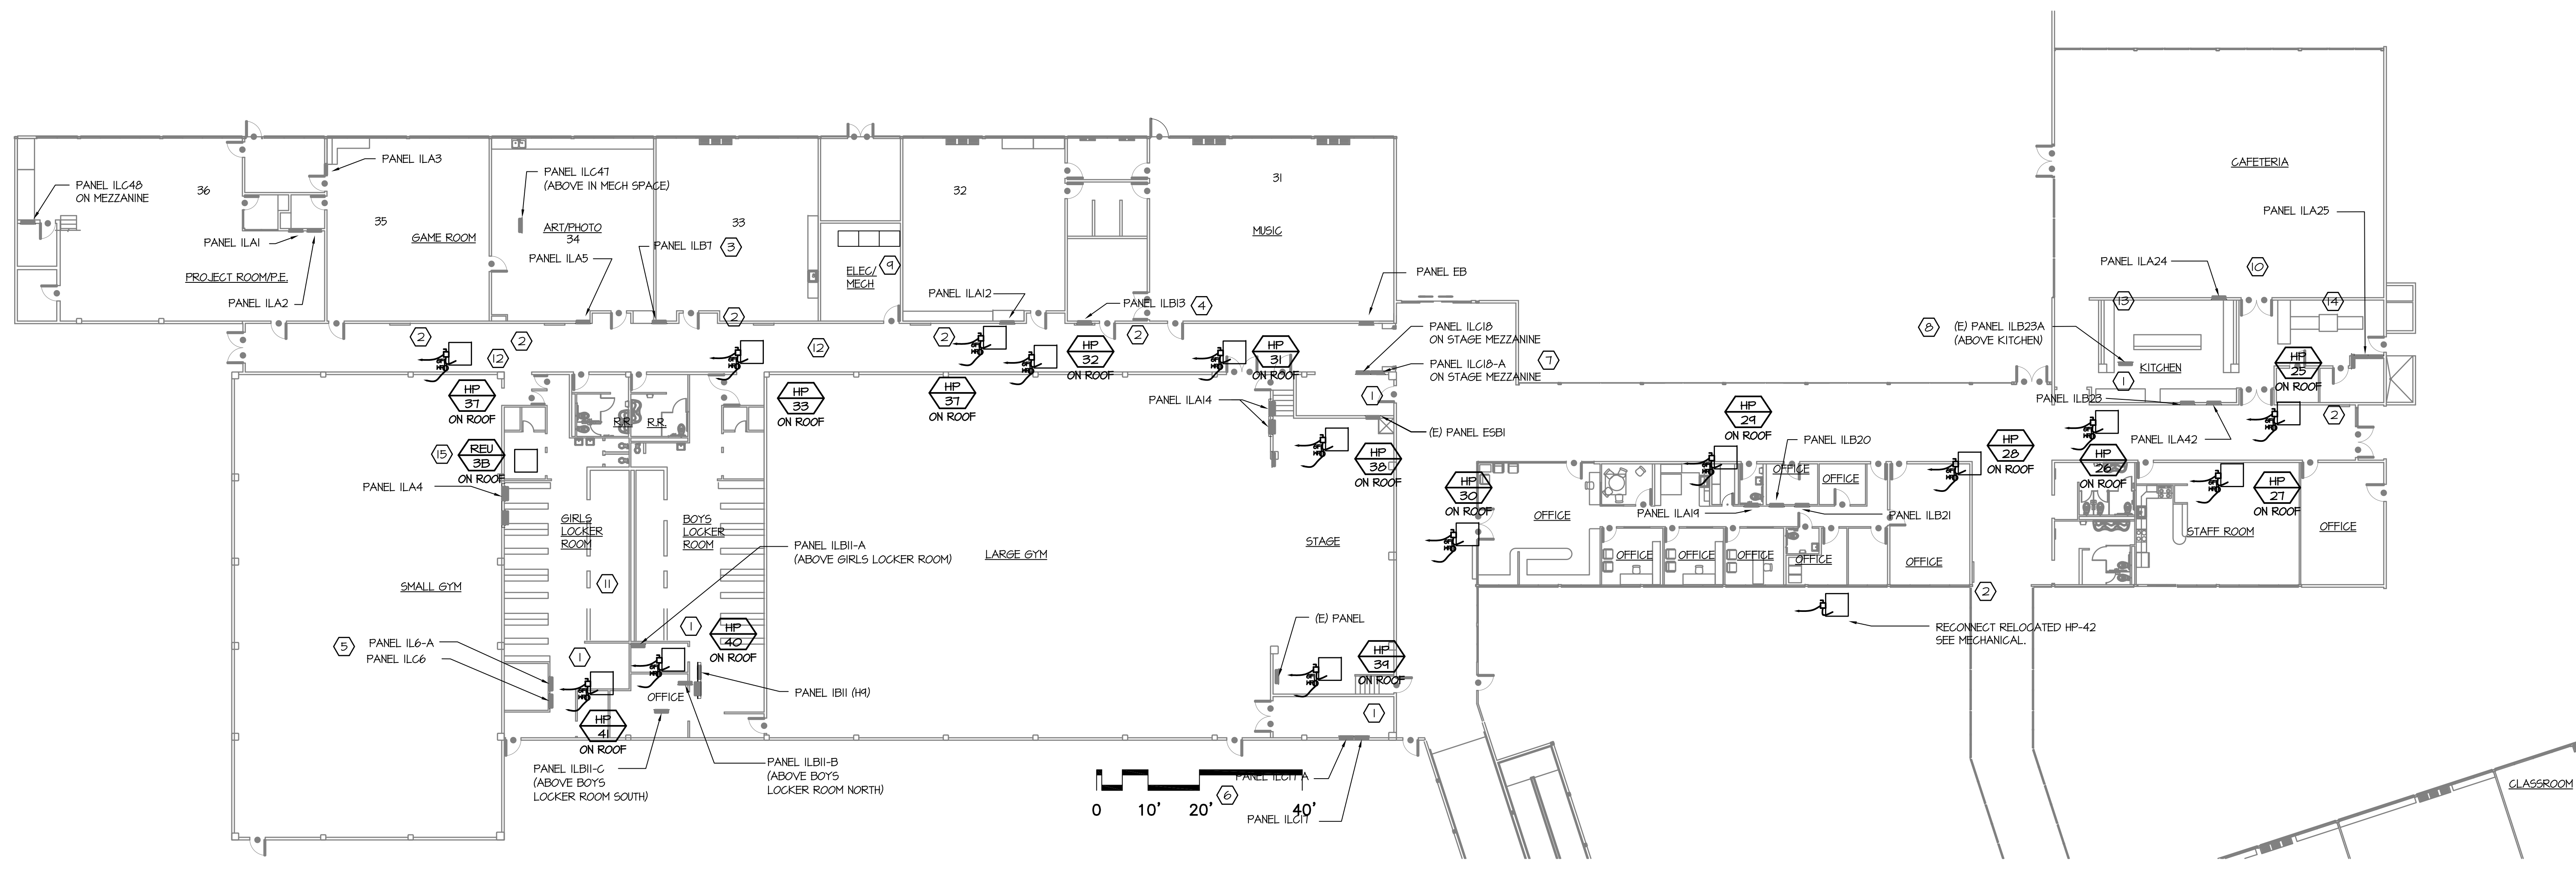 CAFETERIA
PANEL ILA3
PANEL ILC48
ON MEZZANINE
36
PANEL ILC47
(ABOVE IN MECH SPACE)
32
31
35
GAME ROOM
ART/PHOTO
34
33
MUSIC
PANEL ILA25
PANEL ILA1
PANEL ILB7
3
PROJECT ROOM/P.E.
PANEL ILA5
ELEC/
MECH
9
PANEL EB
PANEL ILA24
10
PANEL ILA2
PANEL ILA12
PANEL ILB13
4
13
14
2
2
2
2
2
12
12
PANEL ILC18
ON STAGE MEZZANINE
8
(E) PANEL ILB23A
(ABOVE KITCHEN)
HP
32
ON ROOF
HP
31
ON ROOF
PANEL ILC18-A
ON STAGE MEZZANINE
7
KITCHEN
HP
25
ON ROOF
HP
37
ON ROOF
HP
33
ON ROOF
HP
37
ON ROOF
1
1
PANEL ILA14
PANEL ILB23
2
R.R.
R.R.
(E) PANEL ESB1
HP
29
ON ROOF
PANEL ILB20
HP
28
ON ROOF
PANEL ILA42
15
REU
3B
ON ROOF
HP
38
ON ROOF
HP
30
ON ROOF
OFFICE
OFFICE
HP
26
ON ROOF
HP
27
ON ROOF
PANEL ILA4
GIRLS
LOCKER
ROOM
BOYS
LOCKER
ROOM
OFFICE
PANEL ILA19
PANEL ILB21
STAFF ROOM
OFFICE
PANEL ILB11-A
(ABOVE GIRLS LOCKER ROOM)
LARGE GYM
STAGE
OFFICE
OFFICE
OFFICE
OFFICE
OFFICE
SMALL GYM
11
2
5
PANEL IL6-A
PANEL ILC6
1
1
HP
40
ON ROOF
(E) PANEL
HP
39
ON ROOF
RECONNECT RELOCATED HP-42
SEE MECHANICAL.
OFFICE
PANEL IB11 (H9)
HP
41
ON ROOF
1
PANEL ILB11-C
(ABOVE BOYS
LOCKER ROOM SOUTH)
PANEL ILB11-B
(ABOVE BOYS
LOCKER ROOM NORTH)
PANEL ILC17 A
6
0 10' 20' 40'
PANEL ILC17
CLASSROOM